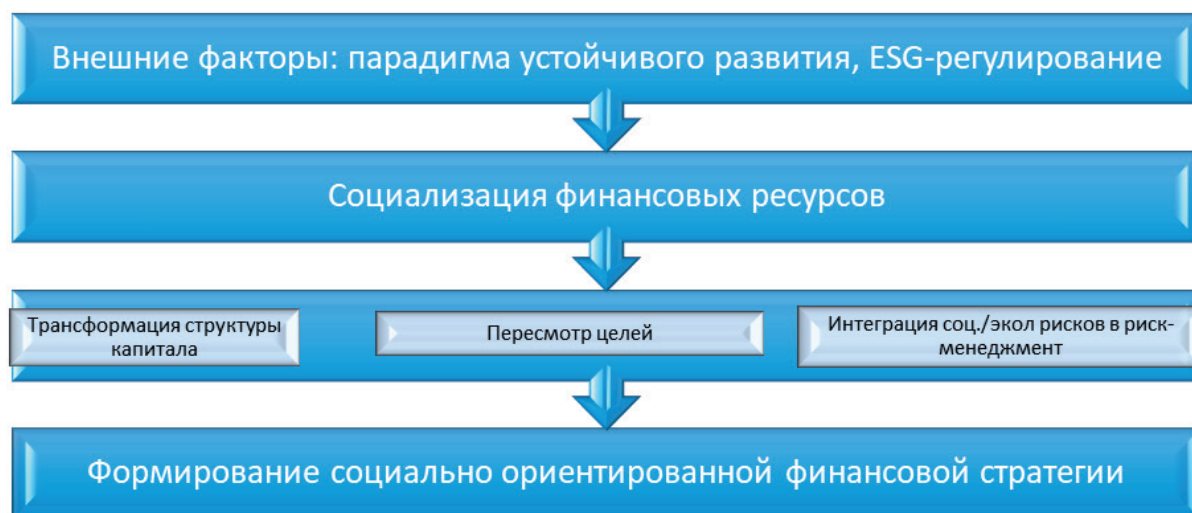 Внешние факторы: парадигма устойчивого развития, ESG-регулирование
Социализация финансовых ресурсов
Трансформация структуры
капитала
Пересмотр целей
Интеграция соц./экол рисков в риск-
менеджмент
Формирование социально ориентированной финансовой стратегии